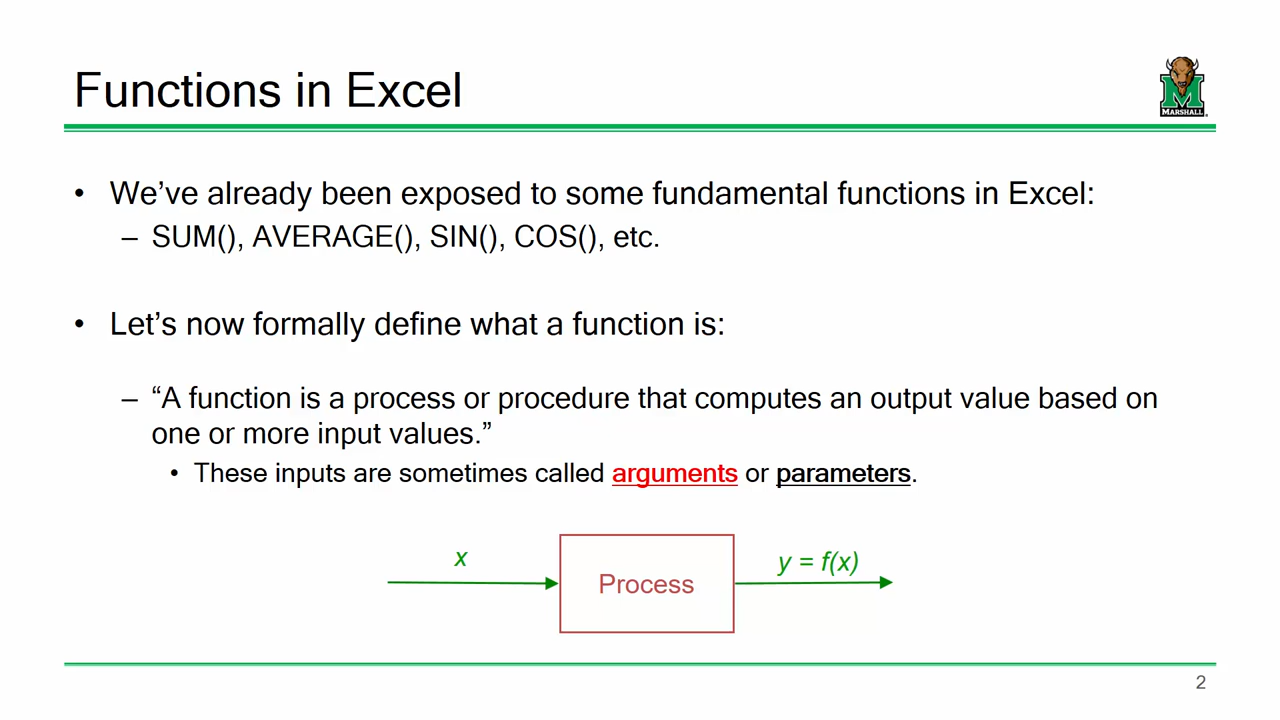 Functions in Excel
MARSHALL
• We’ve already been exposed to some fundamental functions in Excel:
– SUM(), AVERAGE(), SIN(), COS(), etc.
• Let’s now formally define what a function is:
– “A function is a process or procedure that computes an output value based on
one or more input values.”
• These inputs are sometimes called arguments or parameters.
x
Process
y = f(x)
2